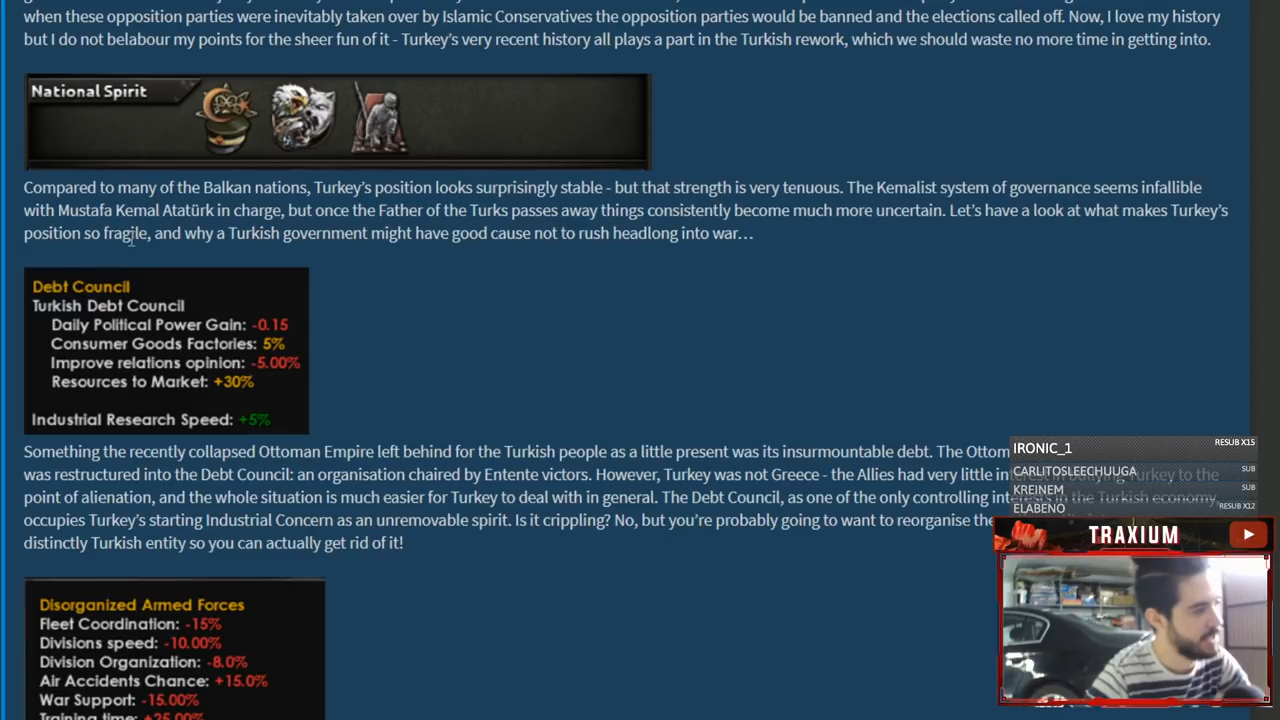 when these opposition parties were inevitably taken over by Islamic Conservatives the opposition parties would be banned and the elections called off. Now, I love my history
but I do not belabour my points for the sheer fun of it - Turkey's very recent history all plays a part in the Turkish rework, which we should waste no more time in getting into.
National Spirit
Compared to many of the Balkan nations, Turkey's position looks surprisingly stable - but that strength is very tenuous. The Kemalist system of governance seems infallible
with Mustafa Kemal Atatürk in charge, but once the Father of the Turks passes away things consistently become much more uncertain. Let's have a look at what makes Turkey's
position so fragile, and why a Turkish government might have good cause not to rush headlong into war…
Debt Council
Turkish Debt Council
Daily Political Power Gain: -0.15
Consumer Goods Factories: 5%
Improve relations opinion: -5.00%
Resources to Market: +30%
Industrial Research Speed: +5%
Something the recently collapsed Ottoman Empire left behind for the Turkish people as a little present was its insurmountable debt. The Ottom
was restructured into the Debt Council: an organisation chaired by Entente victors. However, Turkey was not Greece - the Allies had very little in bullying Turkey to the
point of alienation, and the whole situation is much easier for Turkey to deal with in general. The Debt Council, as one of the only controlling interests in the Turkish economy,
occupies Turkey's starting Industrial Concern as an unremovable spirit. Is it crippling? No, but you're probably going to want to reorganise the
distinctly Turkish entity so you can actually get rid of it!
IRONIC_1 RESUB X15
CARLITOSLEECHUUGA SUB
KREINEM SUB
ELABENO RESUB X12
TRAXIUM
Disorganized Armed Forces
Fleet Coordination: -15%
Divisions speed: -10.00%
Division Organization: -8.0%
Air Accidents Chance: +15.0%
War Support: -15.00%
Training time: +25.00%